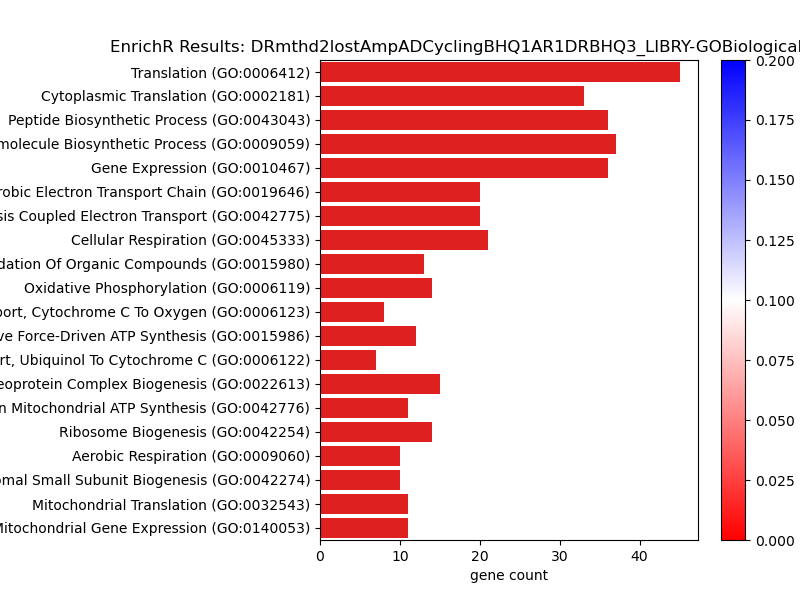 EnrichR Results: DRmthd2lostAmpADCyclingBHQ1AR1DRBHQ3_LIBRY-GOBiological
Translation (GO:0006412)
Cytoplasmic Translation (GO:0002181)
Peptide Biosynthetic Process (GO:0043043)
molecule Biosynthetic Process (GO:0009059)
Gene Expression (GO:0010467)
robic Electron Transport Chain (GO:0019646)
sis Coupled Electron Transport (GO:0042775)
Cellular Respiration (GO:0045333)
dation Of Organic Compounds (GO:0015980)
Oxidative Phosphorylation (GO:0006119)
port, Cytochrome C To Oxygen (GO:0006123)
ve Force-Driven ATP Synthesis (GO:0015986)
rt, Ubiquinol To Cytochrome C (GO:0006122)
eoprotein Complex Biogenesis (GO:0022613)
n Mitochondrial ATP Synthesis (GO:0042776)
Ribosome Biogenesis (GO:0042254)
Aerobic Respiration (GO:0009060)
omal Small Subunit Biogenesis (GO:0042274)
Mitochondrial Translation (GO:0032543)
Mitochondrial Gene Expression (GO:0140053)
0 10 20 30 40
gene count
0.200
0.175
0.150
0.125
0.100
0.075
0.050
0.025
0.000